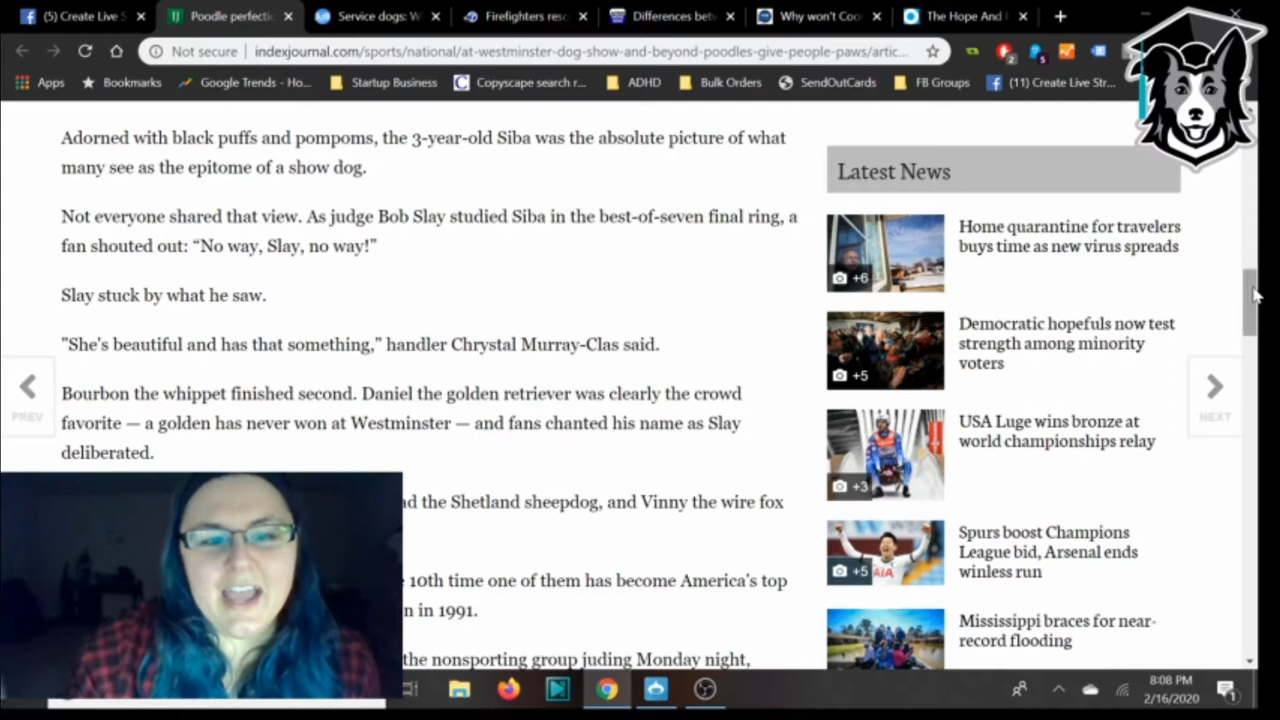 (5) Create Live S
Poodle perfecti
Service dogs: W
Firefighters res
Differences bet
Why won't Coo
The Hope And
Not secure
indexjournal.com/sports/national/at-westminster-dog-show-and-beyond-poodles-give-people-paws/artic...
Apps
Bookmarks
Google Trends - Ho...
Startup Business
Copyscape search r...
ADHD
Bulk Orders
SendOutCards
FB Groups
(11) Create Live Str...
Adorned with black puffs and pompoms, the 3-year-old Siba was the absolute picture of what
many see as the epitome of a show dog.
Not everyone shared that view. As judge Bob Slay studied Siba in the best-of-seven final ring, a
fan shouted out: “No way, Slay, no way!”
Slay stuck by what he saw.
"She's beautiful and has that something," handler Chrystal Murray-Clas said.
Bourbon the whippet finished second. Daniel the golden retriever was clearly the crowd
favorite — a golden has never won at Westminster — and fans chanted his name as Slay
deliberated.
the Shetland sheepdog, and Vinny the wire fox
10th time one of them has become America's top
in 1991.
the nonsporting group juding Monday night,
PREV
NEXT
Latest News
+6
Home quarantine for travelers
buys time as new virus spreads
+5
Democratic hopefuls now test
strength among minority
voters
+3
USA Luge wins bronze at
world championships relay
+5
AIA
Spurs boost Champions
League bid, Arsenal ends
winless run
Mississippi braces for near-
record flooding
8:08 PM
2/16/2020